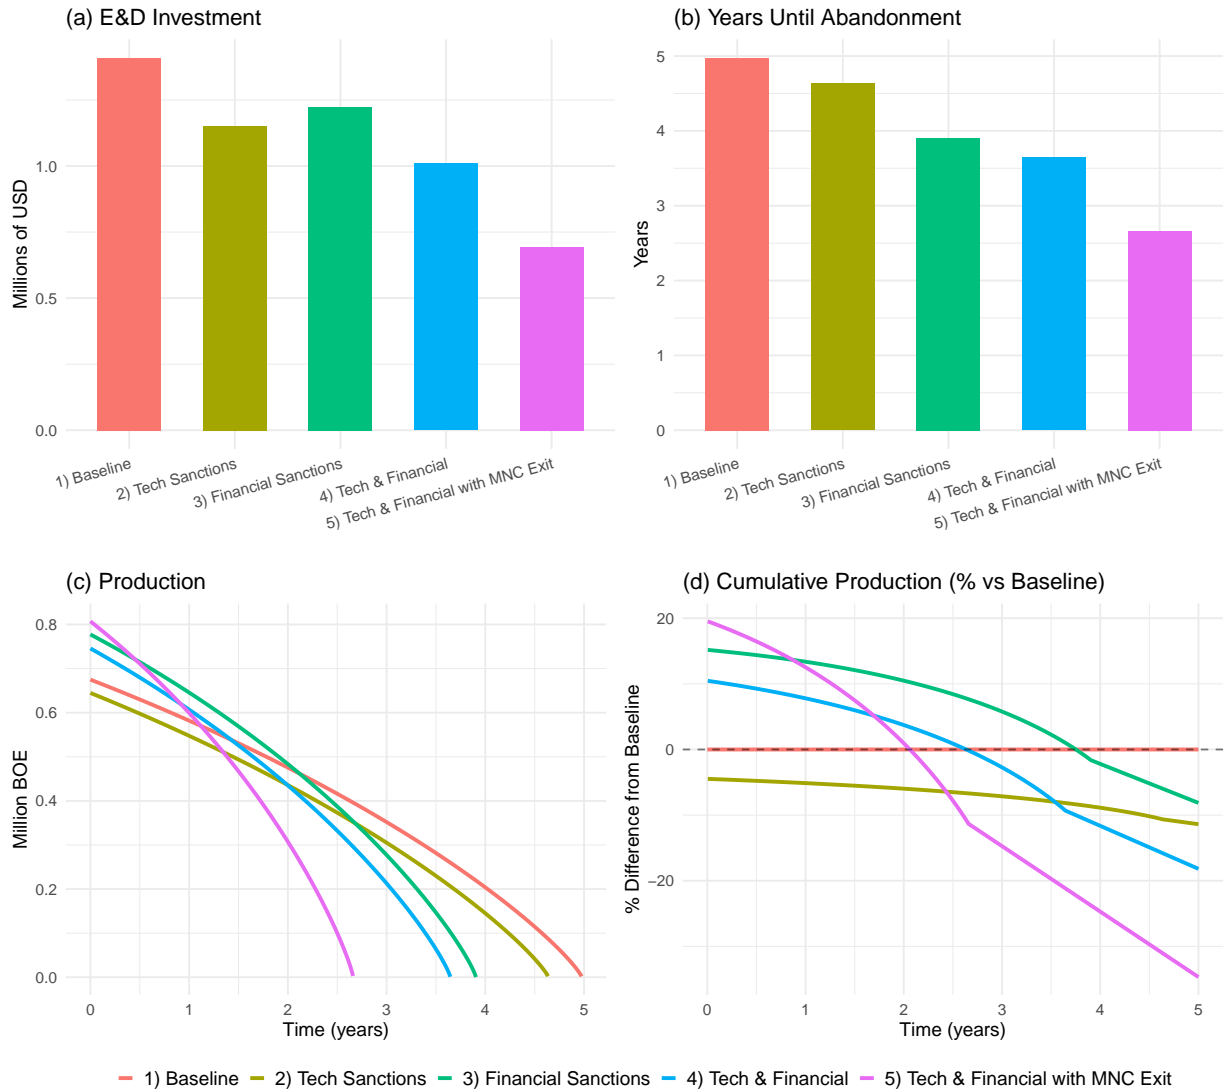 (a) E&D Investment
Millions of USD
1.0
0.5
0.0
1) Baseline
2) Tech Sanctions
3) Financial Sanctions
4) Tech & Financial
5) Tech & Financial with MNC Exit
(b) Years Until Abandonment
Years
5
4
3
2
1
0
1) Baseline
2) Tech Sanctions
3) Financial Sanctions
4) Tech & Financial
5) Tech & Financial with MNC Exit
(c) Production
Million BOE
0.8
0.6
0.4
0.2
0.0
0 1 2 3 4 5
Time (years)
(d) Cumulative Production (% vs Baseline)
% Difference from Baseline
20
0
−20
0 1 2 3 4 5
Time (years)
1) Baseline 2) Tech Sanctions 3) Financial Sanctions 4) Tech & Financial 5) Tech & Financial with MNC Exit